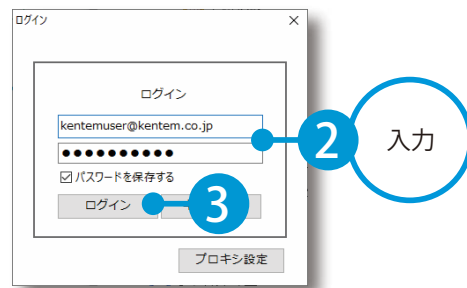 ログイン
ログイン
kentemuser@kentem.co.jp
●●●●●●●●●●
2
入力
パスワードを保存する
ログイン
3
プロキシ設定